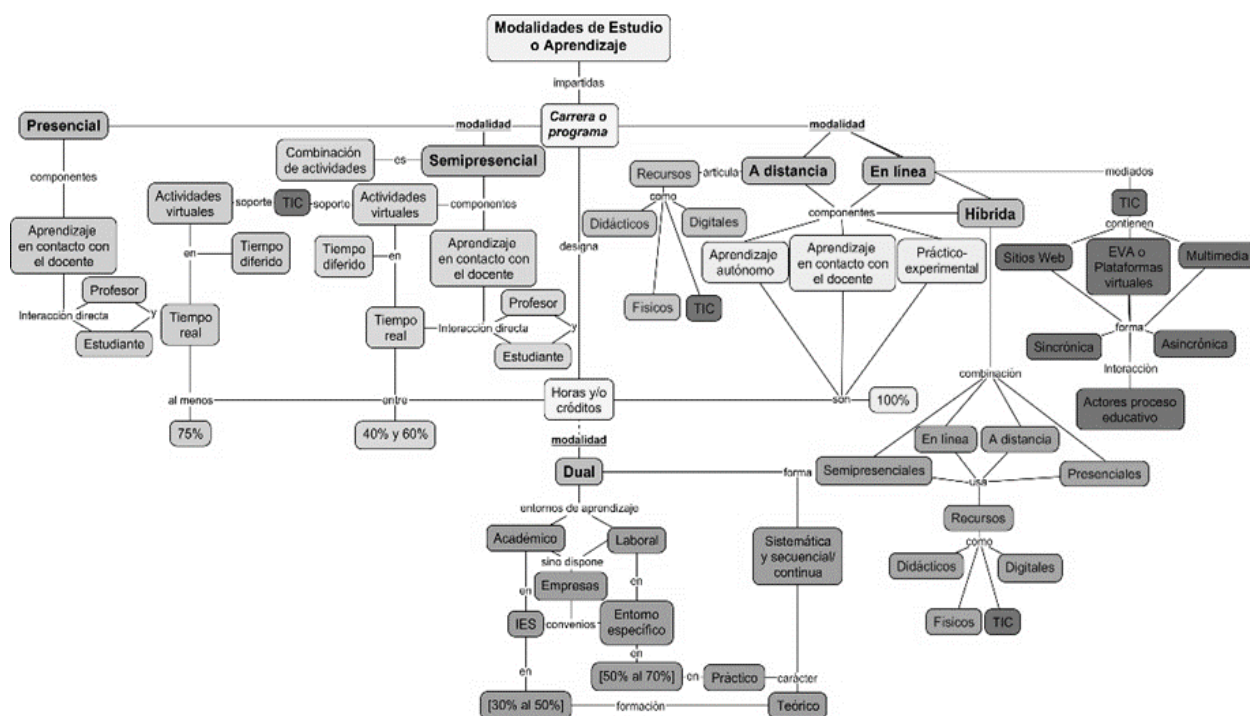 Modalidades de Estudio
o Aprendizaje
impartidas
Carrera o
programa
Presencial
modalidad
modalidad
Combinación
de actividades
es
Semipresencial
Recursos
articula
A distancia
En línea
mediados
componentes
Actividades
virtuales
soporte
TIC
soporte
Actividades
virtuales
componentes
como
Didácticos
Digitales
componentes
Híbrida
TIC
contienen
designa
Aprendizaje
en contacto con
el docente
en
Tiempo
diferido
Tiempo
diferido
en
Aprendizaje
en contacto con
el docente
Aprendizaje
autónomo
Aprendizaje
en contacto con
el docente
Práctico-
experimental
Sitios Web
EVA o
Plataformas
virtuales
Multimedia
Profesor
Interacción directa
y
Estudiante
Tiempo
real
Tiempo
real
Interacción directa
Profesor
y
Estudiante
Físicos
TIC
forma
Sincrónica
Asincrónica
Interacción
Actores proceso
educativo
combinación
al menos
entre
Horas y/o
créditos
son
100%
75%
40% y 60%
modalidad
En línea
A distancia
Dual
forma
Semipresenciales
usa
Presenciales
entornos de aprendizaje
Recursos
Académico
Laboral
Sistemática
y secuencial/
continua
como
sino dispone
Didácticos
Digitales
en
Empresas
en
IES
convenios
Entorno
específico
Físicos
TIC
en
en
[50% al 70%]
en
Práctico
carácter
[30% al 50%]
formación
Teórico